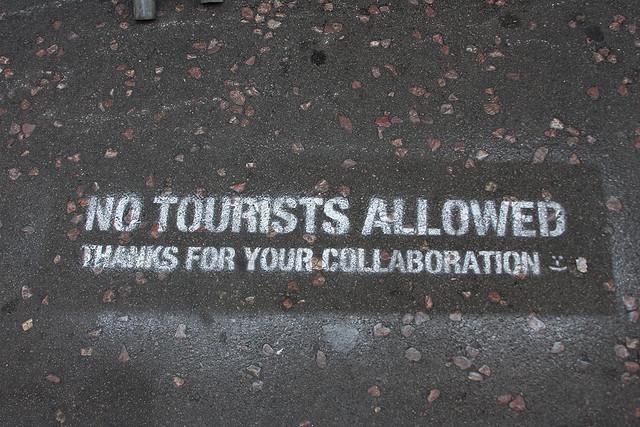 NO TOURISTS ALLOWED
THANKS FOR YOUR COLLABORATION :)